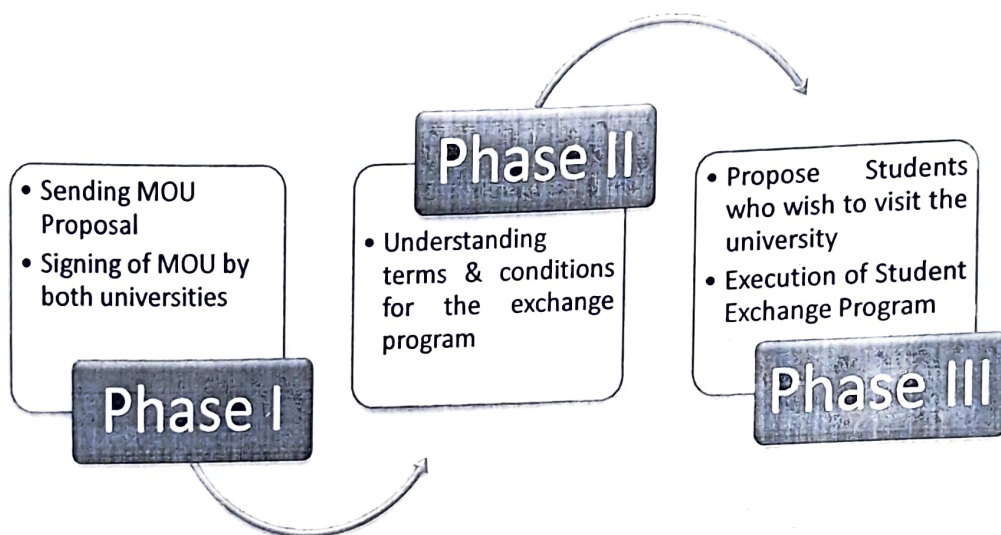 • Sending MOU
Proposal
• Signing of MOU by
both universities
Phase I
Phase II
• Understanding
terms & conditions
for the exchange
program
• Propose Students
who wish to visit the
university
• Execution of Student
Exchange Program
Phase III